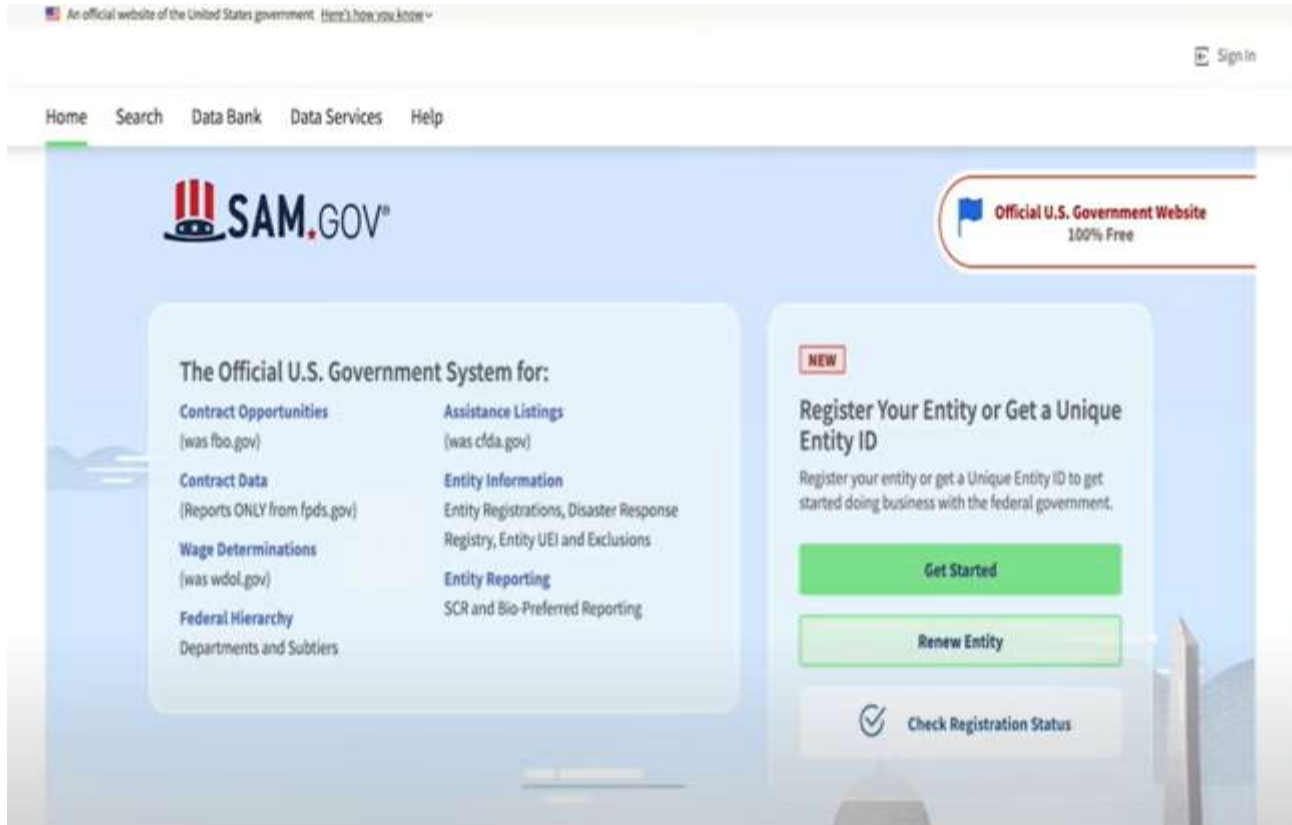 An official website of the United States government Here's how you know
Sign In
Home Search Data Bank Data Services Help
SAM.GOV®
Official U.S. Government Website
100% Free
The Official U.S. Government System for:
Contract Opportunities
(was fbo.gov)
Contract Data
(Reports ONLY from fpds.gov)
Wage Determinations
(was wdol.gov)
Federal Hierarchy
Departments and Subtiers
Assistance Listings
(was cfda.gov)
Entity Information
Entity Registrations, Disaster Response
Registry, Entity UEI and Exclusions
Entity Reporting
SCR and Bio-Preferred Reporting
NEW
Register Your Entity or Get a Unique
Entity ID
Register your entity or get a Unique Entity ID to get
started doing business with the federal government.
Get Started
Renew Entity
Check Registration Status